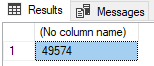 Results Messages
(No column name)
1 49574